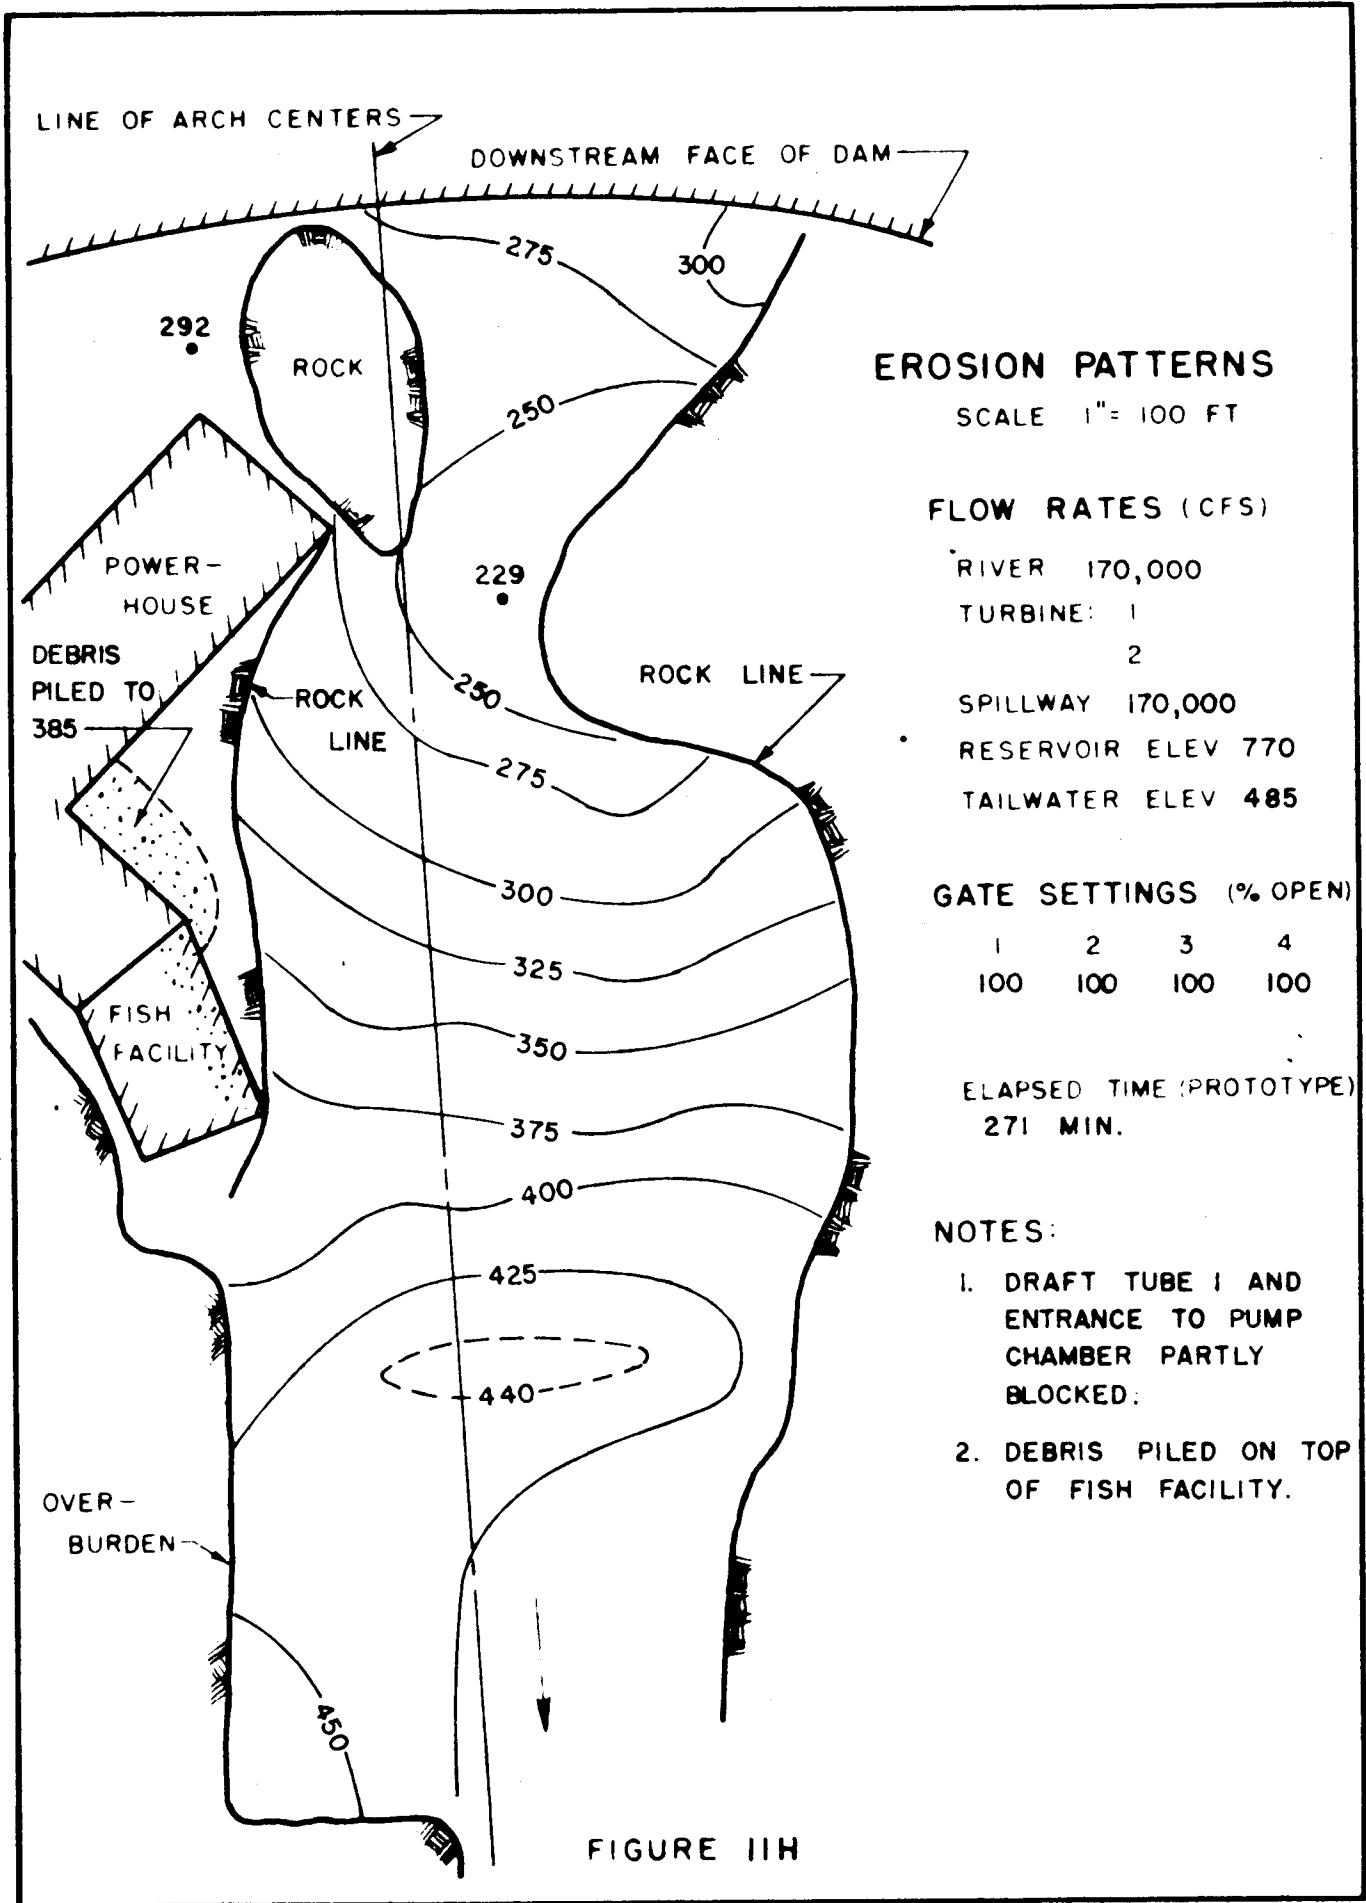 LINE OF ARCH CENTERS
DOWNSTREAM FACE OF DAM
275
300
292
ROCK
250
EROSION PATTERNS
SCALE 1"= 100 FT
FLOW RATES (CFS)
RIVER 170,000
TURBINE: 1
2
SPILLWAY 170,000
RESERVOIR ELEV 770
TAILWATER ELEV 485
POWER-
HOUSE
229
DEBRIS
PILED TO
385
ROCK
LINE
250
ROCK LINE
275
300
325
350
375
400
425
440
450
FISH
FACILITY
GATE SETTINGS (% OPEN)
1 2 3 4
100 100 100 100
ELAPSED TIME (PROTOTYPE)
271 MIN.
NOTES:
1. DRAFT TUBE 1 AND
ENTRANCE TO PUMP
CHAMBER PARTLY
BLOCKED.
2. DEBRIS PILED ON TOP
OF FISH FACILITY.
OVER-
BURDEN
FIGURE 11H